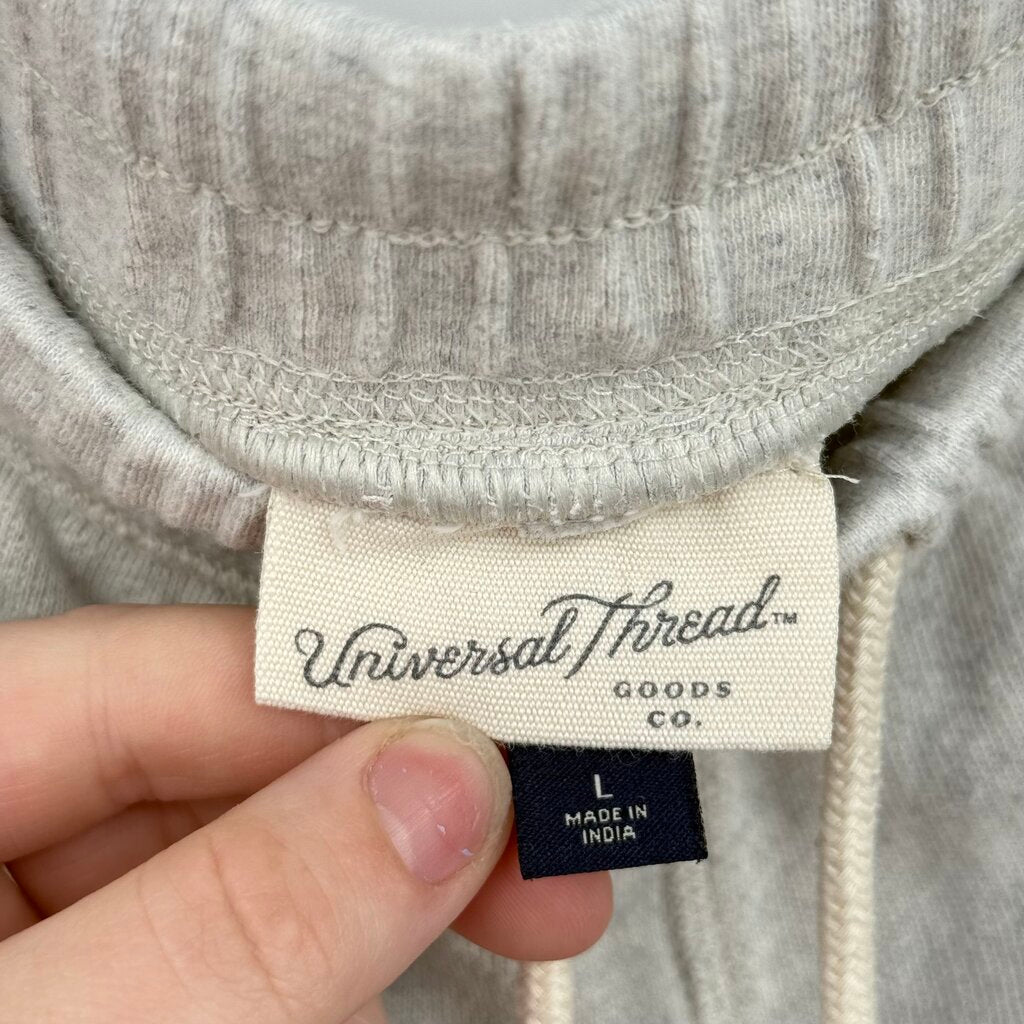 Universal Thread™
GOODS
CO.
L
MADE IN
INDIA